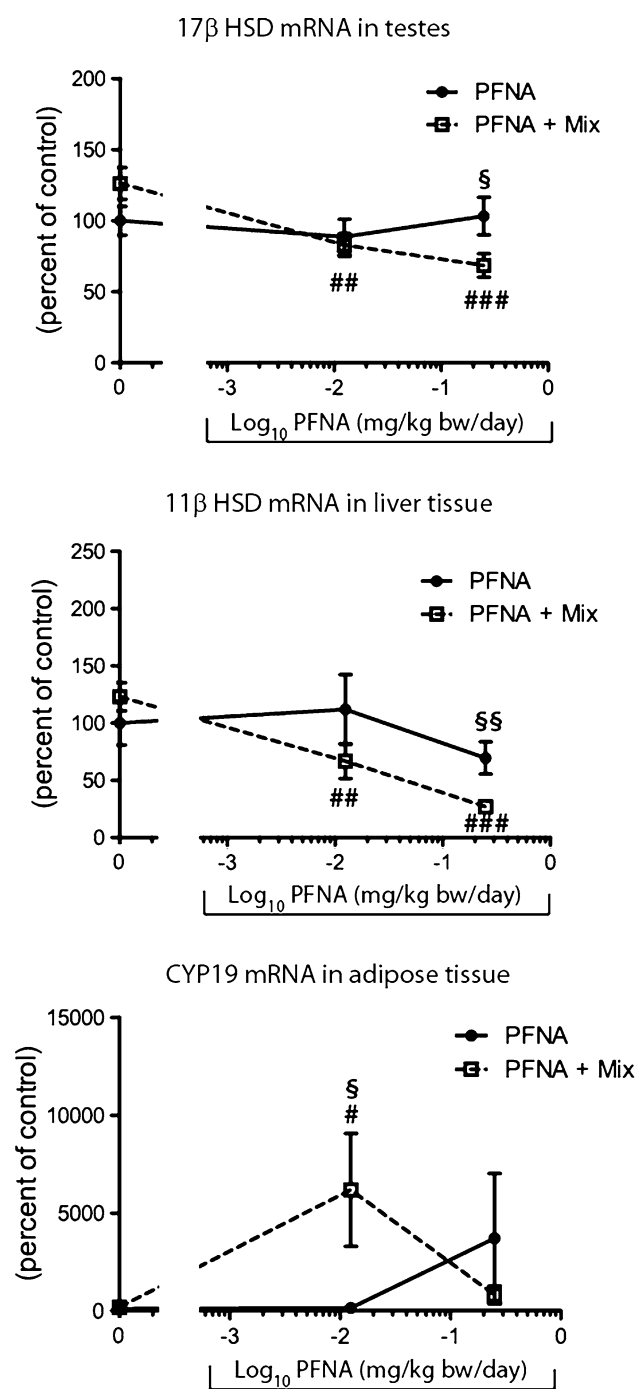 17β HSD mRNA in testes
200
150
100
50
0
(percent of control)
PFNA
PFNA + Mix
§
##
###
0 -3 -2 -1 0
Log10 PFNA (mg/kg bw/day)
11β HSD mRNA in liver tissue
250
200
150
100
50
0
(percent of control)
PFNA
PFNA + Mix
§§
##
###
0 -3 -2 -1 0
Log10 PFNA (mg/kg bw/day)
CYP19 mRNA in adipose tissue
15000
10000
5000
0
(percent of control)
PFNA
PFNA + Mix
§
#
0 -3 -2 -1 0
Log10 PFNA (mg/kg bw/day)